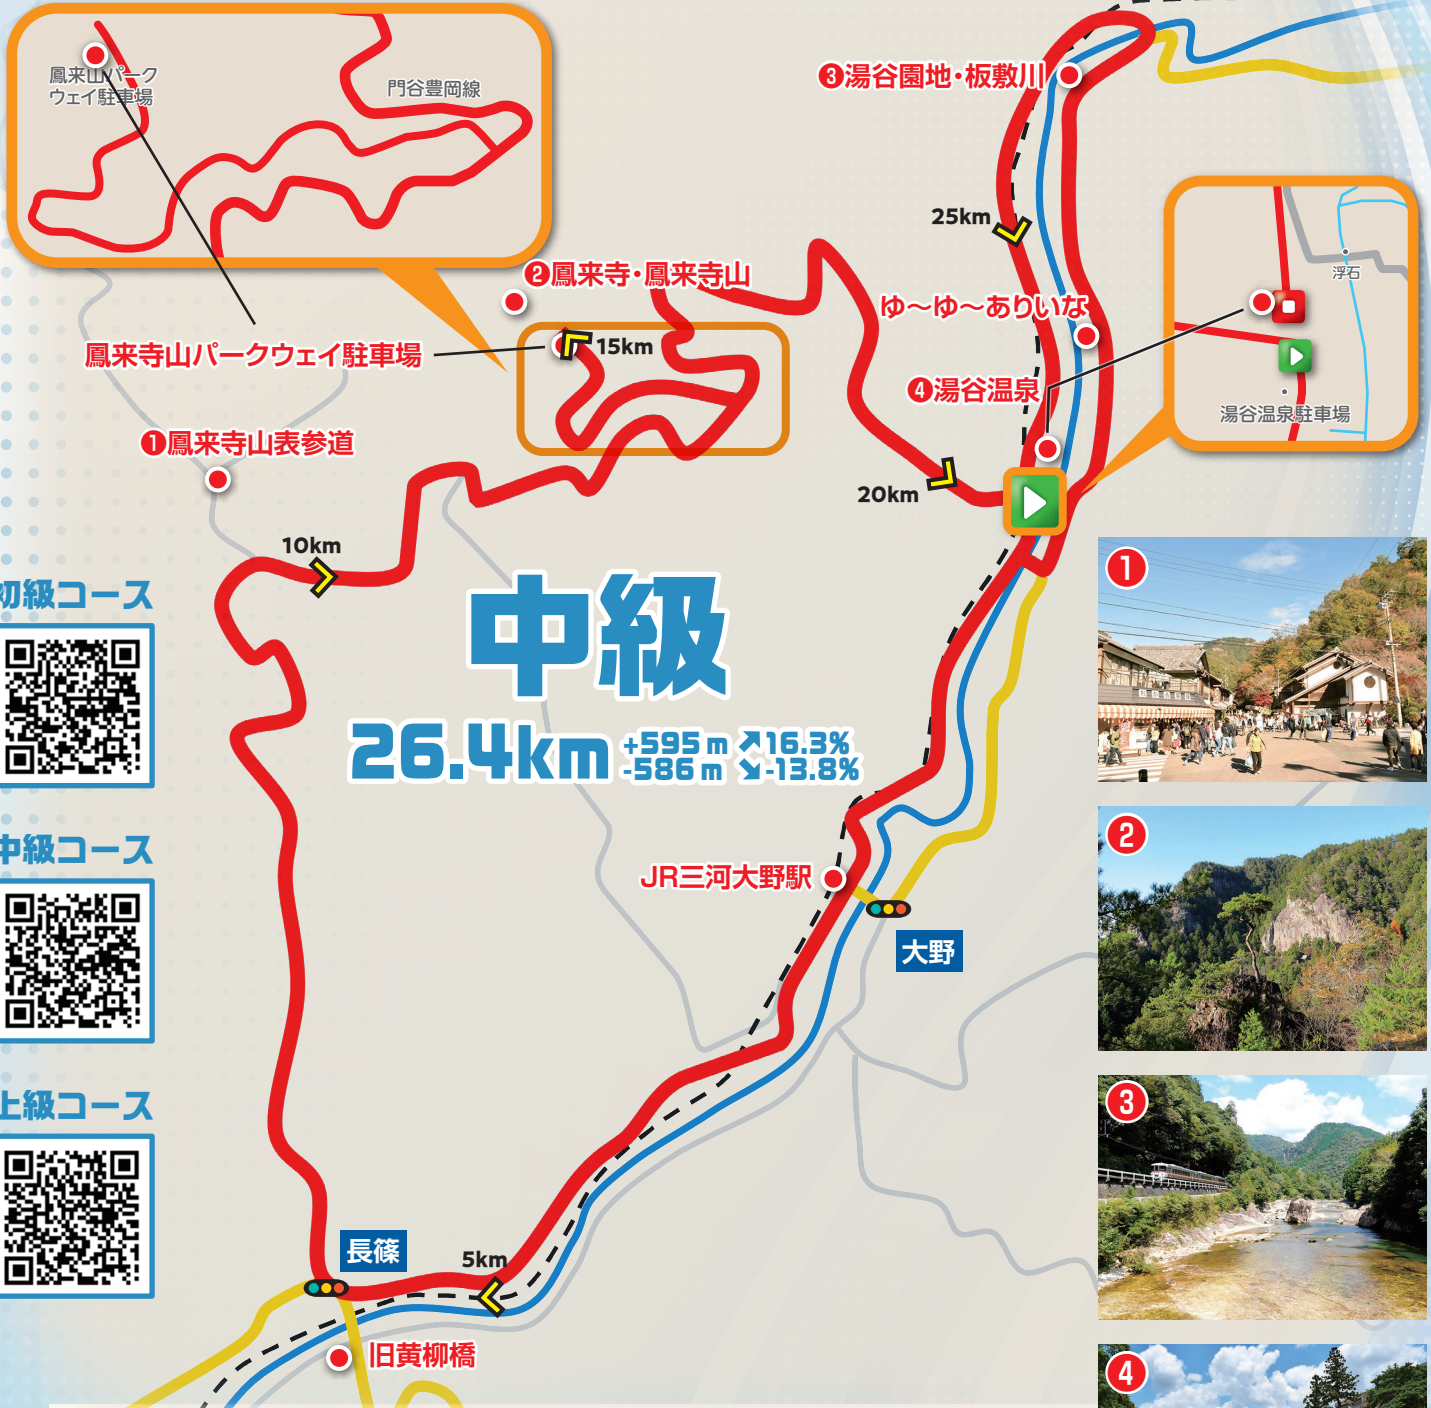 鳳来山パーク
ウェイ駐車場
門谷豊岡線
❸湯谷園地・板敷川
25km
浮石
❷鳳来寺・鳳来寺山
ゆ〜ゆ〜ありいな
鳳来寺山パークウェイ駐車場
15km
❹湯谷温泉
湯谷温泉駐車場
❶鳳来寺山表参道
20km
10km
初級コース
中級
26.4km
+595m ↗16.3%
-586m ↘-13.8%
中級コース
JR三河大野駅
大野
上級コース
長篠
5km
旧黄柳橋
1
2
3
4